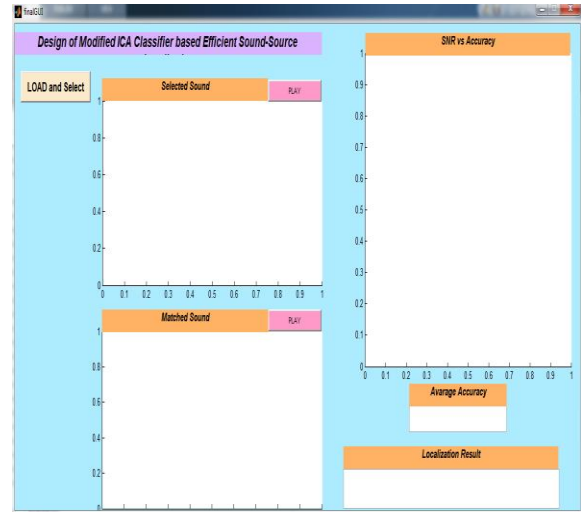 finalGUI
Design of Modified ICA Classifier based Efficient Sound-Source
LOAD and Select
Selected Sound
PLAY
1
0.8
0.6
0.4
0.2
0
0 0.1 0.2 0.3 0.4 0.5 0.6 0.7 0.8 0.9 1
Matched Sound
PLAY
1
0.8
0.6
0.4
0.2
0
SNR vs Accuracy
1
0.9
0.8
0.7
0.6
0.5
0.4
0.3
0.2
0.1
0
0 0.1 0.2 0.3 0.4 0.5 0.6 0.7 0.8 0.9 1
Avarage Accuracy
Localization Result